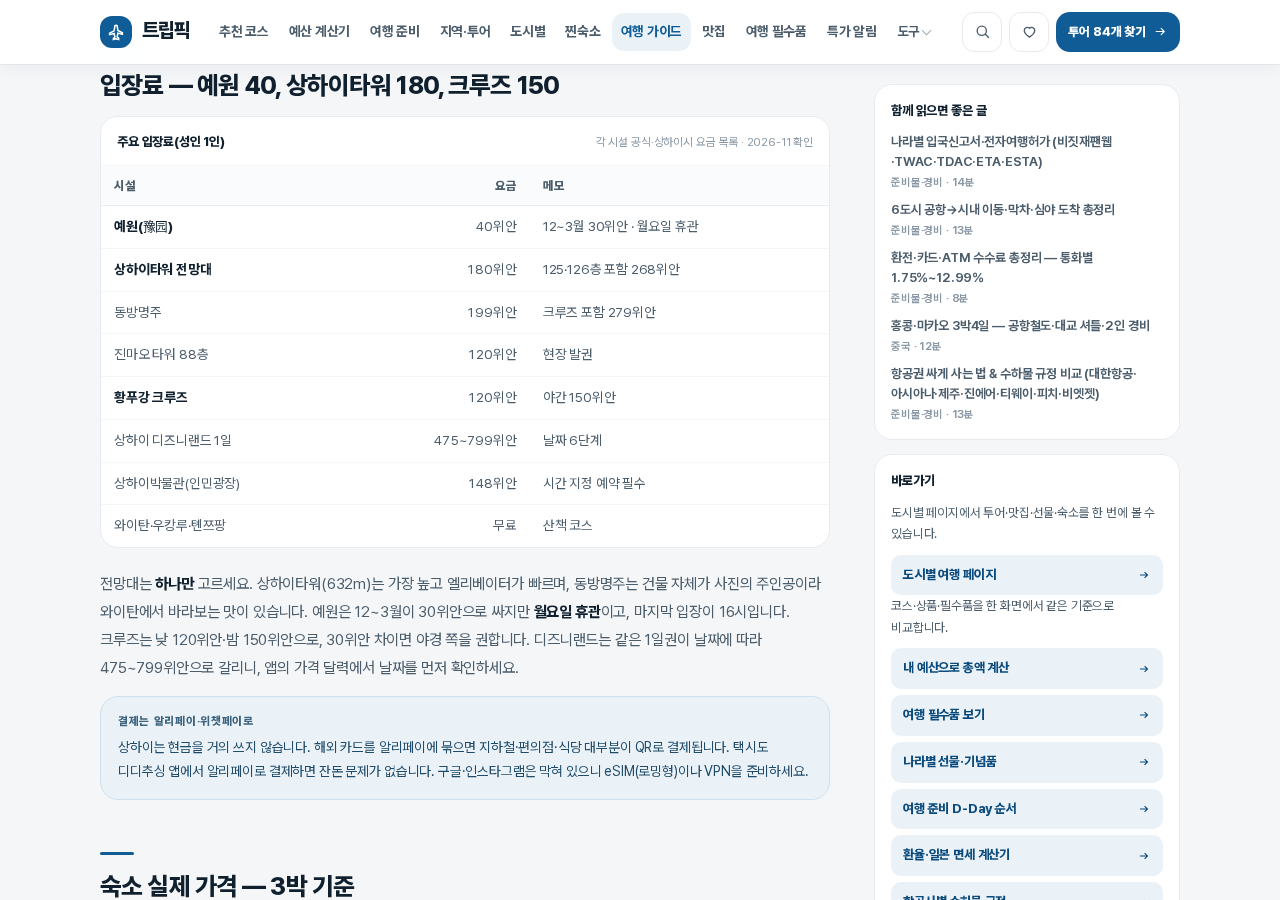 트립픽
추천 코스
예산 계산기
여행 준비
지역·투어
도시별
찐숙소
여행 가이드
맛집
여행 필수품
특가 알림
도구
투어 84개 찾기 →
입장료 — 예원 40, 상하이타워 180, 크루즈 150
주요 입장료(성인 1인)
각 시설 공식·상하이시 요금 목록 · 2026-11 확인
시설 요금 메모
예원(豫园) 40위안 12~3월 30위안 · 월요일 휴관
상하이타워 전망대 180위안 125·126층 포함 268위안
동방명주 199위안 크루즈 포함 279위안
진마오타워 88층 120위안 현장 발권
황푸강 크루즈 120위안 야간 150위안
상하이 디즈니랜드 1일 475~799위안 날짜 6단계
상하이박물관(인민광장) 148위안 시간 지정 예약 필수
와이탄·우캉루·톈쯔팡 무료 산책 코스
전망대는 하나만 고르세요. 상하이타워(632m)는 가장 높고 엘리베이터가 빠르며, 동방명주는 건물 자체가 사진의 주인공이라
와이탄에서 바라보는 맛이 있습니다. 예원은 12~3월이 30위안으로 싸지만 월요일 휴관이고, 마지막 입장이 16시입니다.
크루즈는 낮 120위안·밤 150위안으로, 30위안 차이면 야경 쪽을 권합니다. 디즈니랜드는 같은 1일권이 날짜에 따라
475~799위안으로 갈리니, 앱의 가격 달력에서 날짜를 먼저 확인하세요.
결제는 알리페이·위챗페이로
상하이는 현금을 거의 쓰지 않습니다. 해외 카드를 알리페이에 묶으면 지하철·편의점·식당 대부분이 QR로 결제됩니다. 택시도
디디추싱 앱에서 알리페이로 결제하면 잔돈 문제가 없습니다. 구글·인스타그램은 막혀 있으니 eSIM(로밍형)이나 VPN을 준비하세요.
숙소 실제 가격 — 3박 기준
함께 읽으면 좋은 글
나라별 입국신고서·전자여행허가 (비짓재팬웹
·TWAC·TDAC·ETA·ESTA)
준비물·경비 · 14분
6도시 공항→시내 이동·막차·심야 도착 총정리
준비물·경비 · 13분
환전·카드·ATM 수수료 총정리 — 통화별
1.75%~12.99%
준비물·경비 · 8분
홍콩·마카오 3박4일 — 공항철도·대교 셔틀·2인 경비
중국 · 12분
항공권 싸게 사는 법 & 수하물 규정 비교 (대한항공·
아시아나·제주·진에어·티웨이·피치·비엣젯)
준비물·경비 · 13분
바로가기
도시별 페이지에서 투어·맛집·선물·숙소를 한 번에 볼 수
있습니다.
도시별 여행 페이지 →
코스·상품·필수품을 한 화면에서 같은 기준으로
비교합니다.
내 예산으로 총액 계산 →
여행 필수품 보기 →
나라별 선물·기념품 →
여행 준비 D-Day 순서 →
환율·일본 면세 계산기 →
항공사별 수하물 규정 →